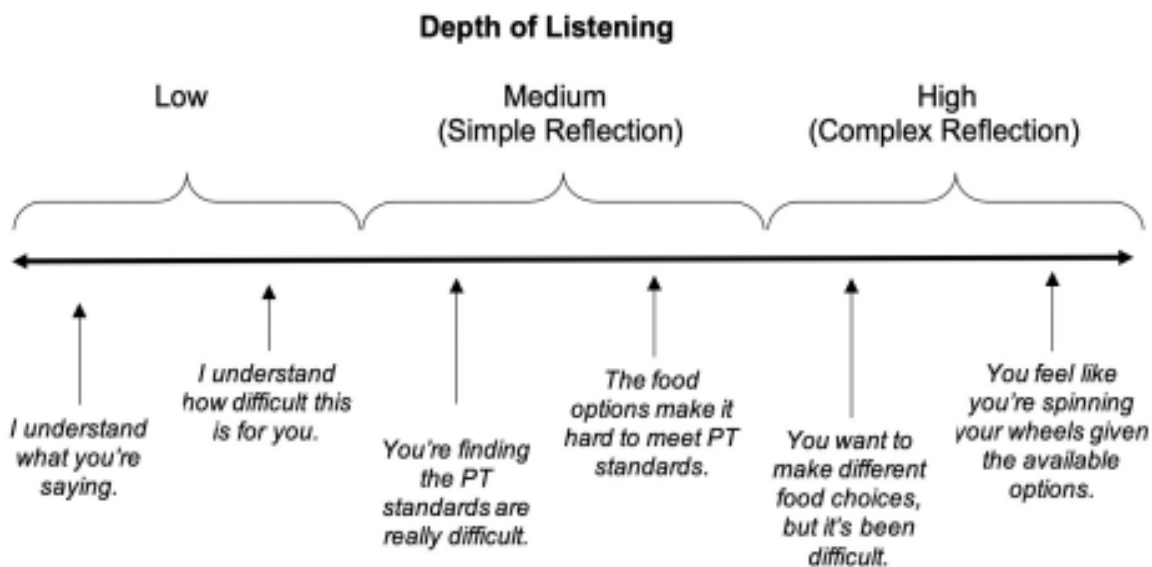 Depth of Listening
Low
Medium
(Simple Reflection)
High
(Complex Reflection)
I understand
what you're
saying.
I understand
how difficult this
is for you.
You're finding
the PT
standards are
really difficult.
The food
options make it
hard to meet PT
standards.
You want to
make different
food choices,
but it's been
difficult.
You feel like
you're spinning
your wheels given
the available
options.